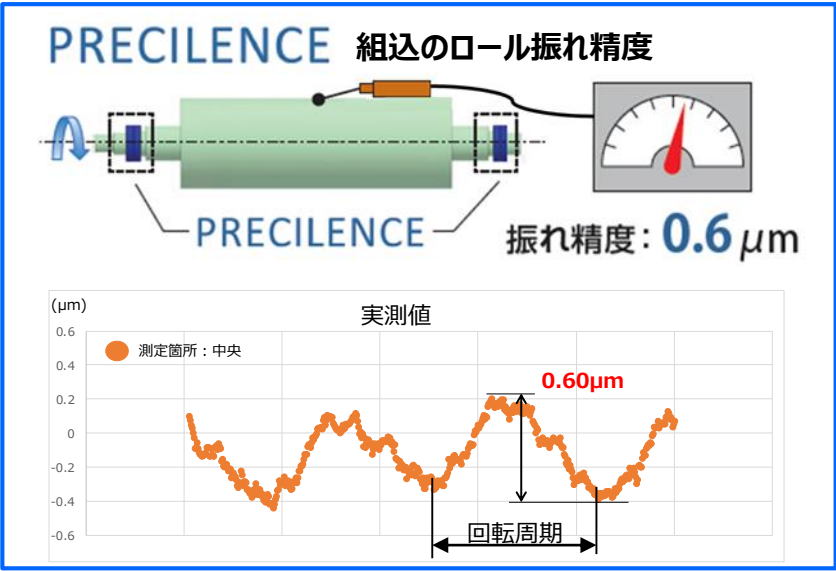 PRECILENCE 組込のロール振れ精度
PRECILENCE
振れ精度：0.6μm
(μm)
実測値
0.6
測定箇所：中央
0.4
0.60μm
0.2
0
-0.2
-0.4
-0.6
回転周期